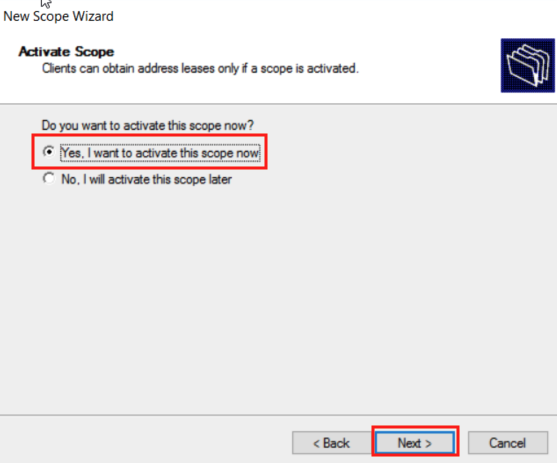 New Scope Wizard
Activate Scope
Clients can obtain address leases only if a scope is activated.
Do you want to activate this scope now?
Yes, I want to activate this scope now
No, I will activate this scope later
< Back
Next >
Cancel